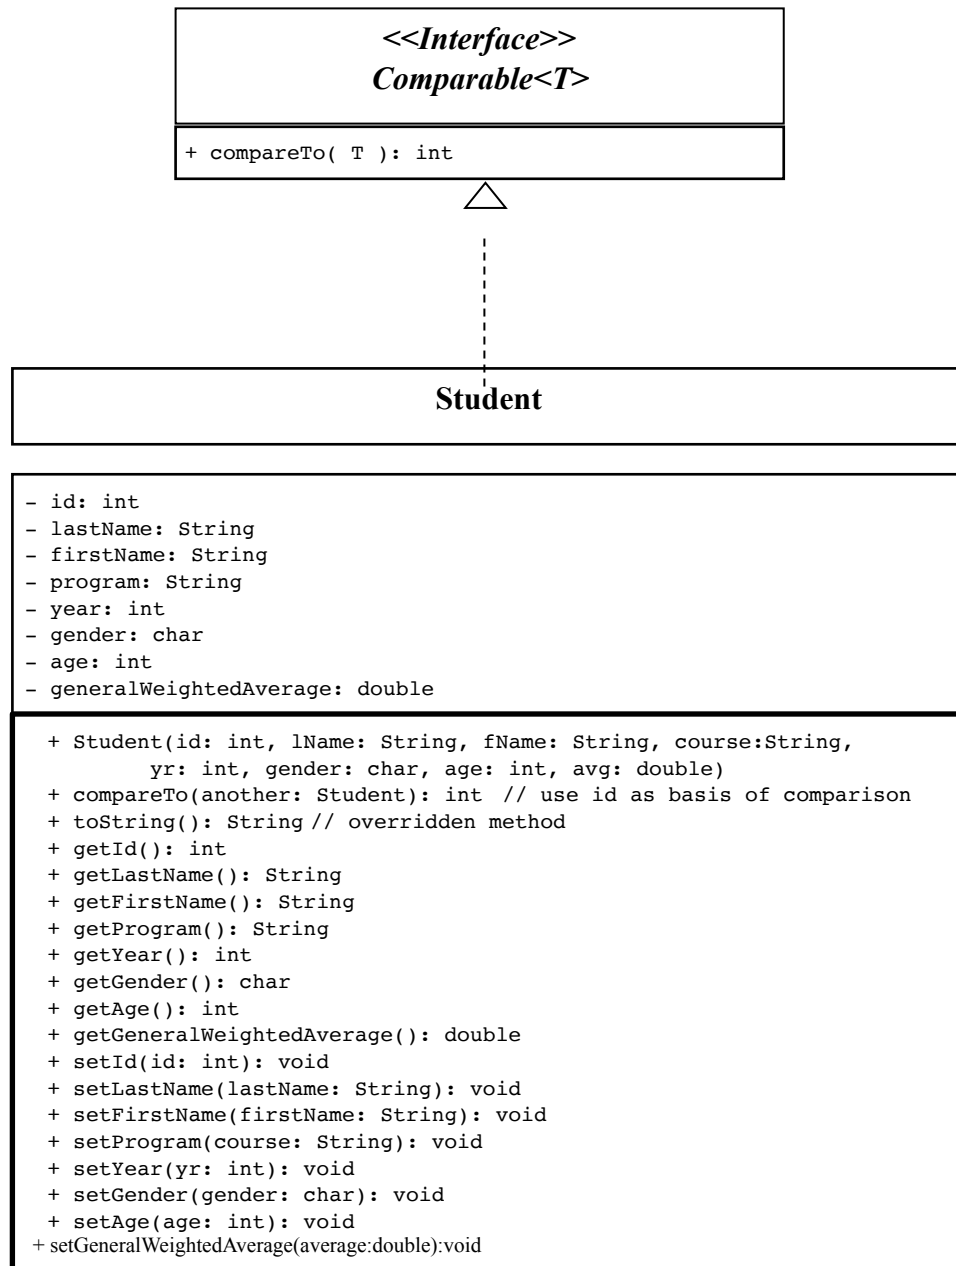 <<Interface>>
Comparable<T>
+ compareTo( T ): int
Student
- id: int
- lastName: String
- firstName: String
- program: String
- year: int
- gender: char
- age: int
- generalWeightedAverage: double
+ Student(id: int, lName: String, fName: String, course:String,
yr: int, gender: char, age: int, avg: double)
+ compareTo(another: Student): int // use id as basis of comparison
+ toString(): String // overridden method
+ getId(): int
+ getLastName(): String
+ getFirstName(): String
+ getProgram(): String
+ getYear(): int
+ getGender(): char
+ getAge(): int
+ getGeneralWeightedAverage(): double
+ setId(id: int): void
+ setLastName(lastName: String): void
+ setFirstName(firstName: String): void
+ setProgram(course: String): void
+ setYear(yr: int): void
+ setGender(gender: char): void
+ setAge(age: int): void
+ setGeneralWeightedAverage(average:double):void